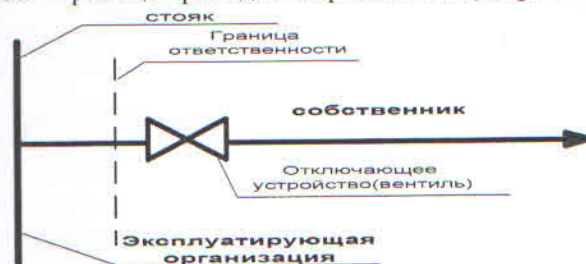 стояк
Граница
ответственности
собственник
Отключающее
устройство(вентиль)
Эксплуатирующая
организация